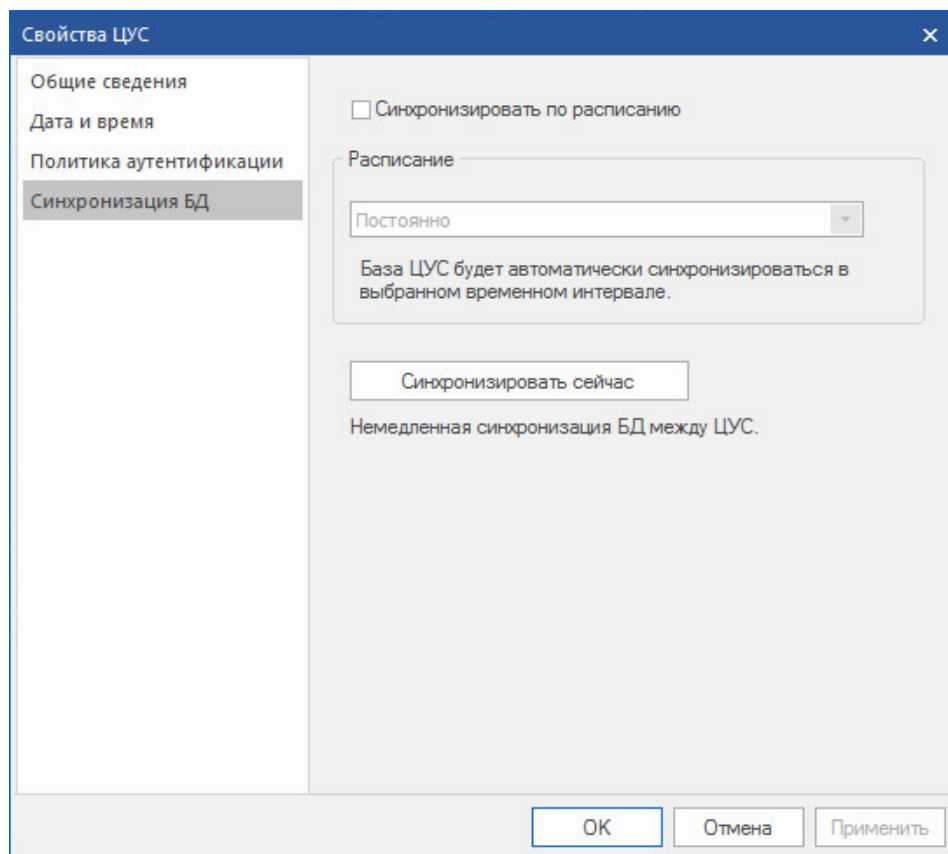 Свойства ЦУС
Общие сведения
Дата и время
Политика аутентификации
Синхронизация БД
Синхронизировать по расписанию
Расписание
Постоянно
База ЦУС будет автоматически синхронизироваться в
выбранном временном интервале.
Синхронизировать сейчас
Немедленная синхронизация БД между ЦУС.
OK
Отмена
Применить